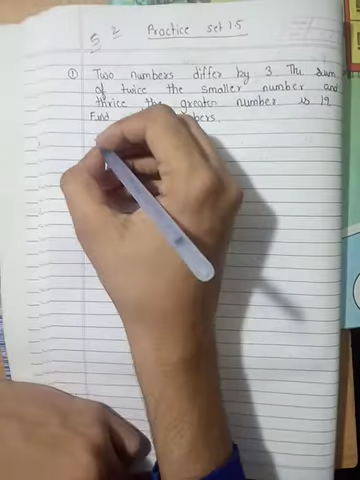 5 2 Practice set 1.5
① Two numbers differ by 3. The sum
of twice the smaller number and
thrice the greater number is 19.
Find